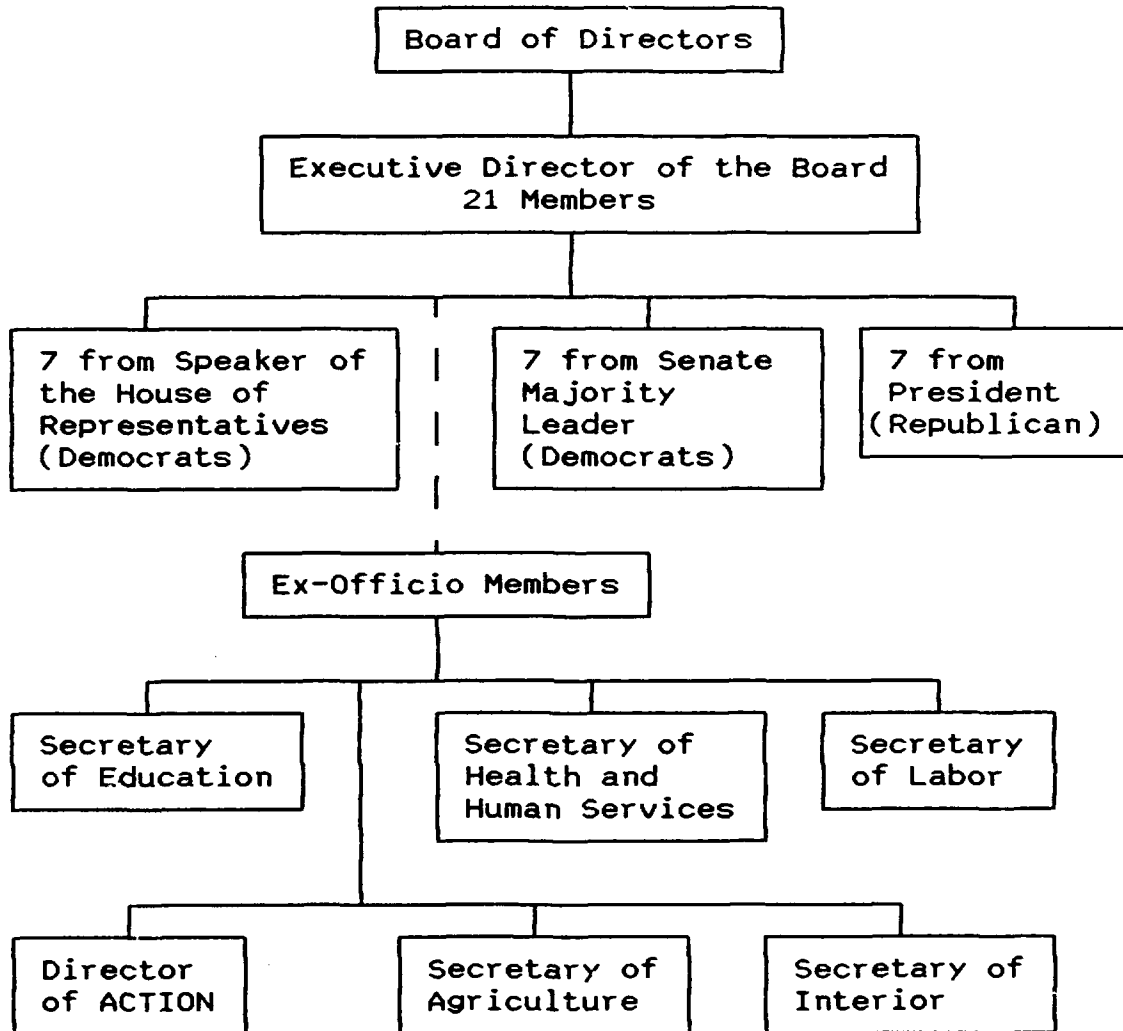 Board of Directors
Executive Director of the Board
21 Members
7 from Speaker of
the House of
Representatives
(Democrats)
7 from Senate
Majority
Leader
(Democrats)
7 from
President
(Republican)
Ex-Officio Members
Secretary
of Education
Secretary of
Health and
Human Services
Secretary
of Labor
Director
of ACTION
Secretary of
Agriculture
Secretary of
Interior